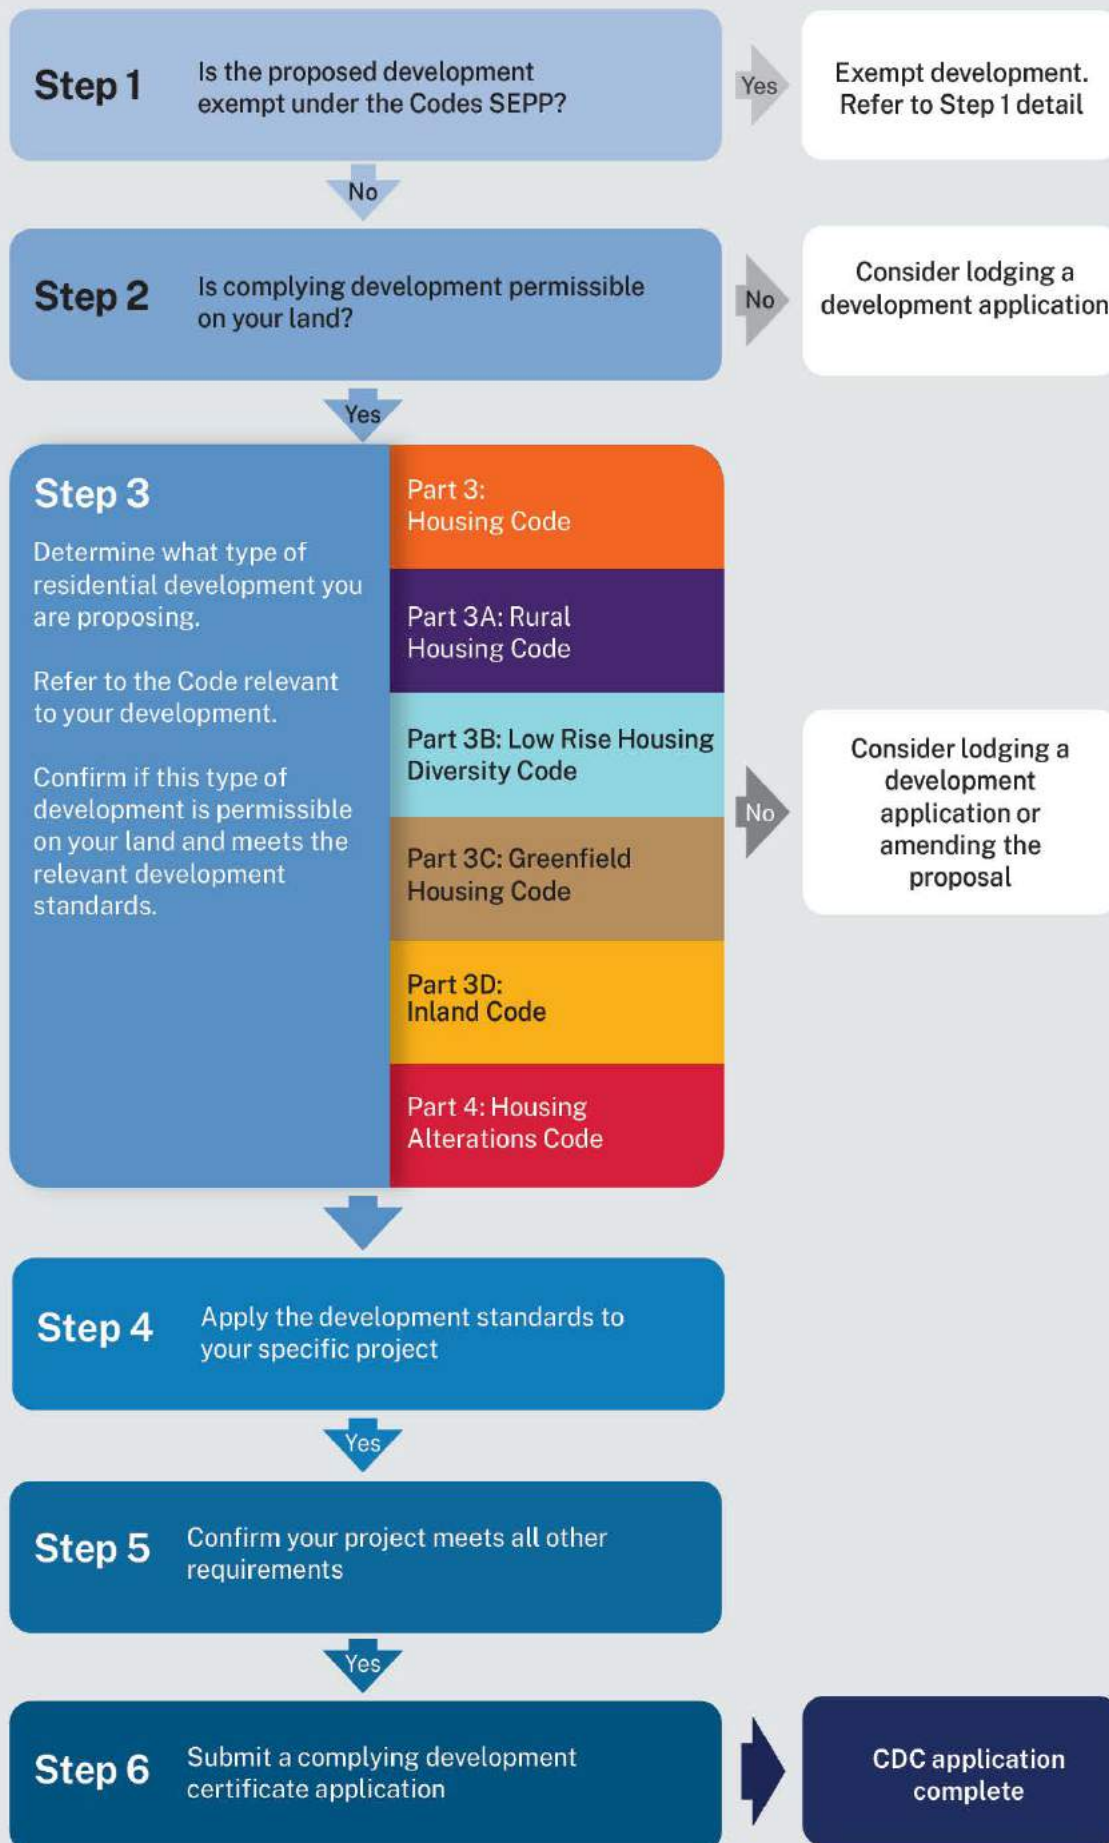 Step 1
Is the proposed development
exempt under the Codes SEPP?
Yes
Exempt development.
Refer to Step 1 detail
No
Step 2
Is complying development permissible
on your land?
No
Consider lodging a
development application
Yes
Step 3
Determine what type of
residential development you
are proposing.
Refer to the Code relevant
to your development.
Confirm if this type of
development is permissible
on your land and meets the
relevant development
standards.
Part 3:
Housing Code
Part 3A: Rural
Housing Code
Part 3B: Low Rise Housing
Diversity Code
Part 3C: Greenfield
Housing Code
Part 3D:
Inland Code
Part 4: Housing
Alterations Code
No
Consider lodging a
development
application or
amending the
proposal
Step 4
Apply the development standards to
your specific project
Yes
Step 5
Confirm your project meets all other
requirements
Yes
Step 6
Submit a complying development
certificate application
CDC application
complete